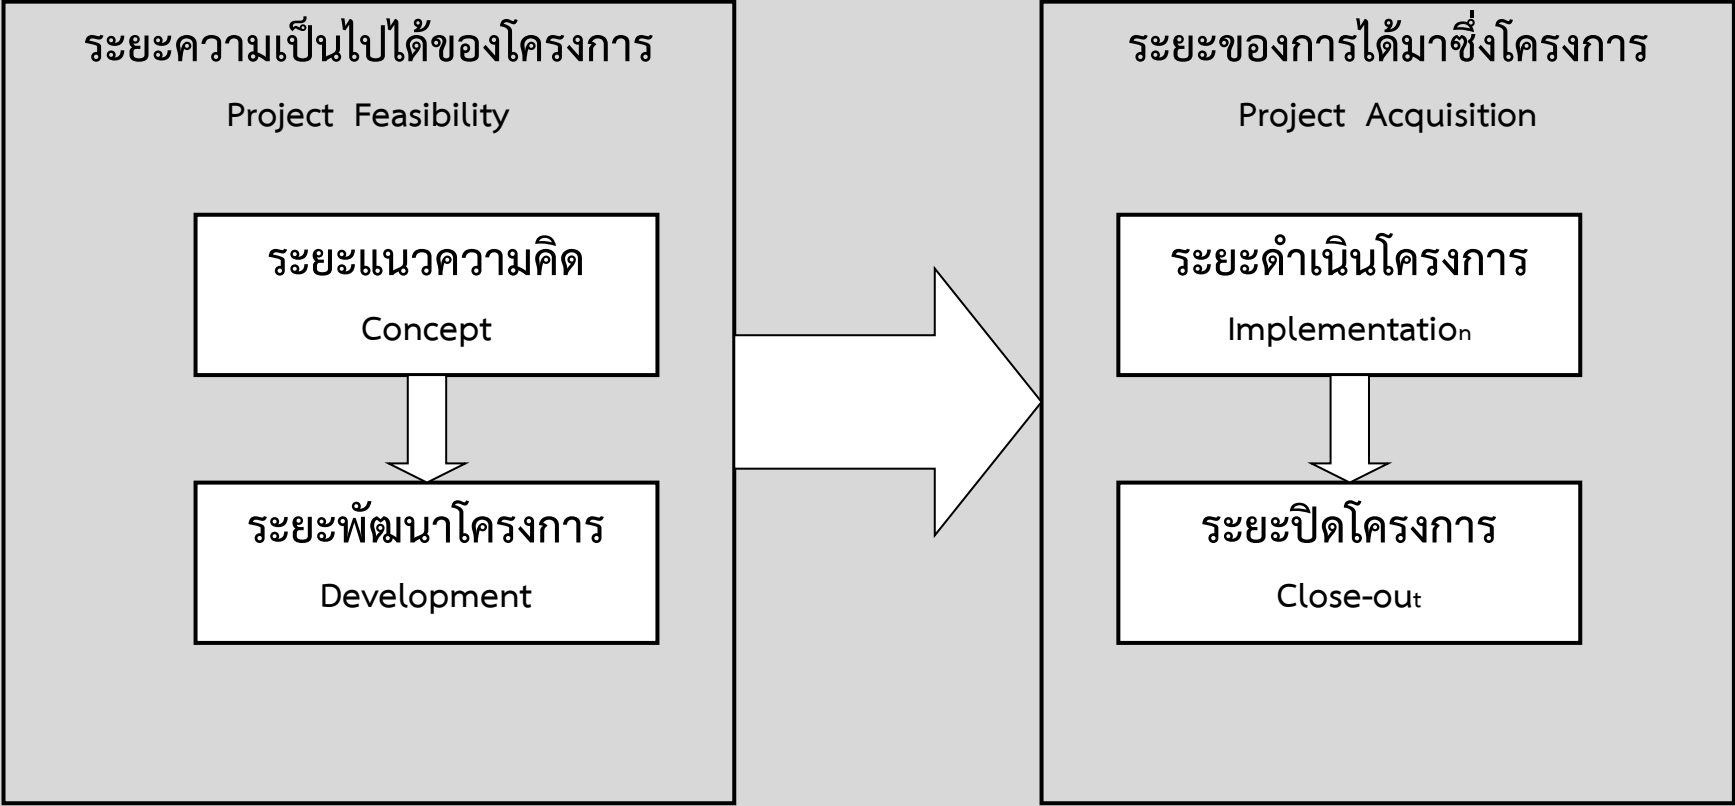 ระยะความเป็นไปได้ของโครงการ
Project Feasibility
ระยะแนวความคิด
Concept
ระยะพัฒนาโครงการ
Development
ระยะของการได้มาซึ่งโครงการ
Project Acquisition
ระยะดำเนินโครงการ
Implementation
ระยะปิดโครงการ
Close-out